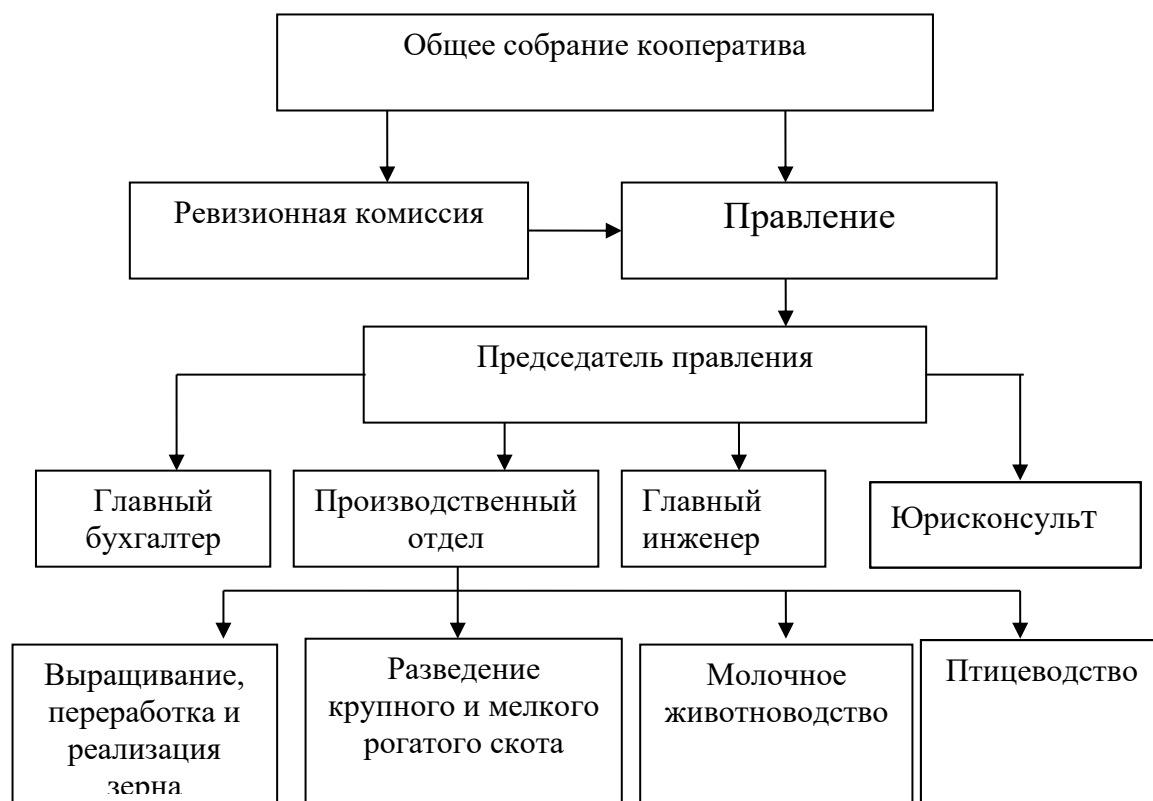 Общее собрание кооператива
Ревизионная комиссия
Правление
Председатель правления
Главный
бухгалтер
Производственный
отдел
Главный
инженер
Юрисконсульт
Выращивание,
переработка и
реализация
зерна
Разведение
крупного и мелкого
рогатого скота
Молочное
животноводство
Птицеводство